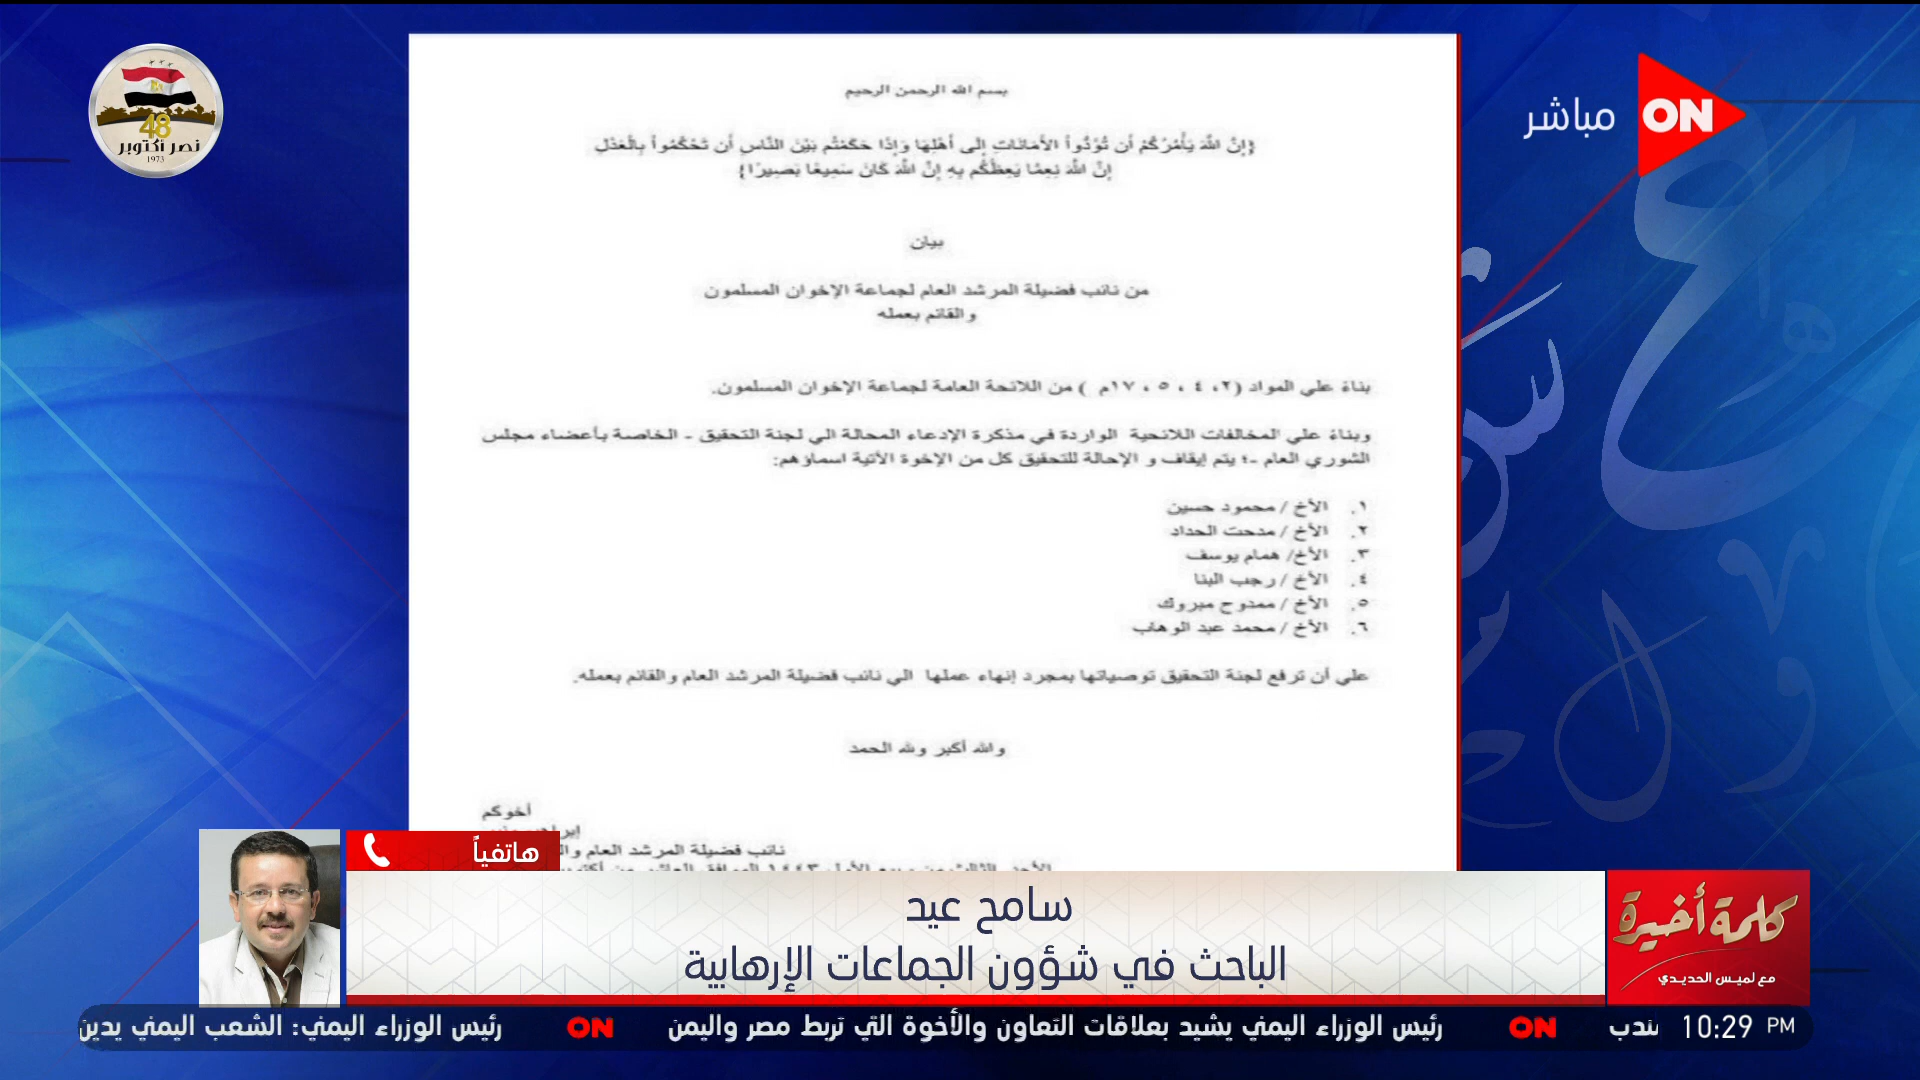 48
نصر أكتوبر
1973
مباشر
ON
بسم الله الرحمن الرحيم
{إِنَّ اللَّهَ يَأْمُرُكُمْ أَن تُؤَدُّواْ الأَمَانَاتِ إِلَى أَهْلِهَا وَإِذَا حَكَمْتُم بَيْنَ النَّاسِ أَن تَحْكُمُواْ بِالْعَدْلِ
إِنَّ اللَّهَ نِعِمَّا يَعِظُكُم بِهِ إِنَّ اللَّهَ كَانَ سَمِيعًا بَصِيرًا}
بيان
من نائب فضيلة المرشد العام لجماعة الإخوان المسلمون
والقائم بعمله
بناءً علي المواد (٢، ٤ ، ٥ ، ١٧م ) من اللائحة العامة لجماعة الإخوان المسلمون.
وبناءً علي المخالفات اللائحية الواردة في مذكرة الإدعاء المحالة الي لجنة التحقيق - الخاصة بأعضاء مجلس
الشوري العام -؛ يتم إيقاف و الإحالة للتحقيق كل من الإخوة الأتية اسماؤهم:
١. الأخ / محمود حسين
٢. الأخ / مدحت الحداد
٣. الأخ/ همام يوسف
٤. الأخ / رجب البنا
٥. الأخ / ممدوح مبروك
٦. الأخ / محمد عبد الوهاب
علي أن ترفع لجنة التحقيق توصياتها بمجرد إنهاء عملها الي نائب فضيلة المرشد العام والقائم بعمله.
والله أكبر ولله الحمد
أخوكم
نائب فضيلة المرشد العام
هاتفياً
سامح عيد
الباحث في شؤون الجماعات الإرهابية
كلمة أخيرة
مع لميس الحديدي
10:29 PM
ON رئيس الوزراء اليمني يشيد بعلاقات التعاون والأخوة التي تربط مصر واليمن ON رئيس الوزراء اليمني: الشعب اليمني يدين